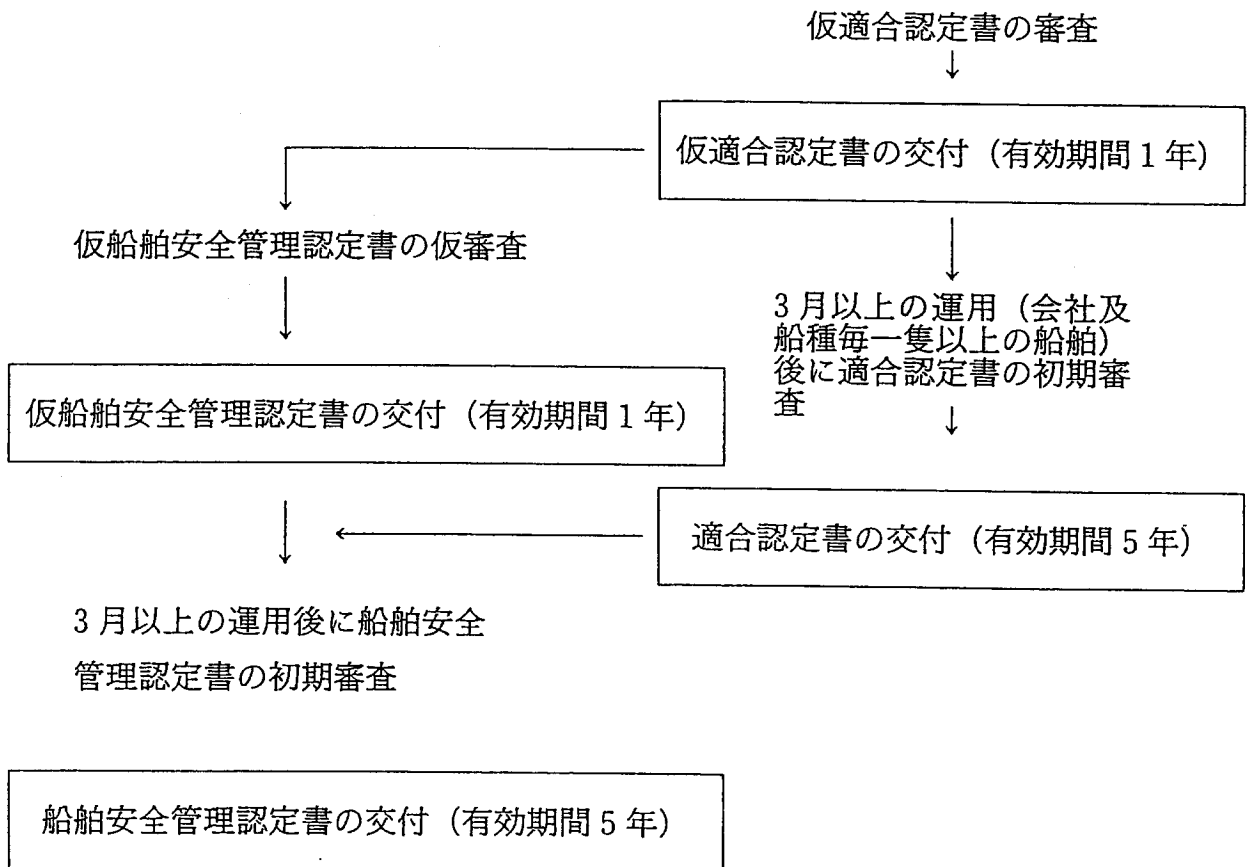 仮適合認定書の審査
↓
仮適合認定書の交付（有効期間1年）
仮船舶安全管理認定書の仮審査
3月以上の運用（会社及
船種毎一隻以上の船舶）
後に適合認定書の初期審
査
仮船舶安全管理認定書の交付（有効期間1年）
適合認定書の交付（有効期間5年）
3月以上の運用後に船舶安全
管理認定書の初期審査
船舶安全管理認定書の交付（有効期間5年）